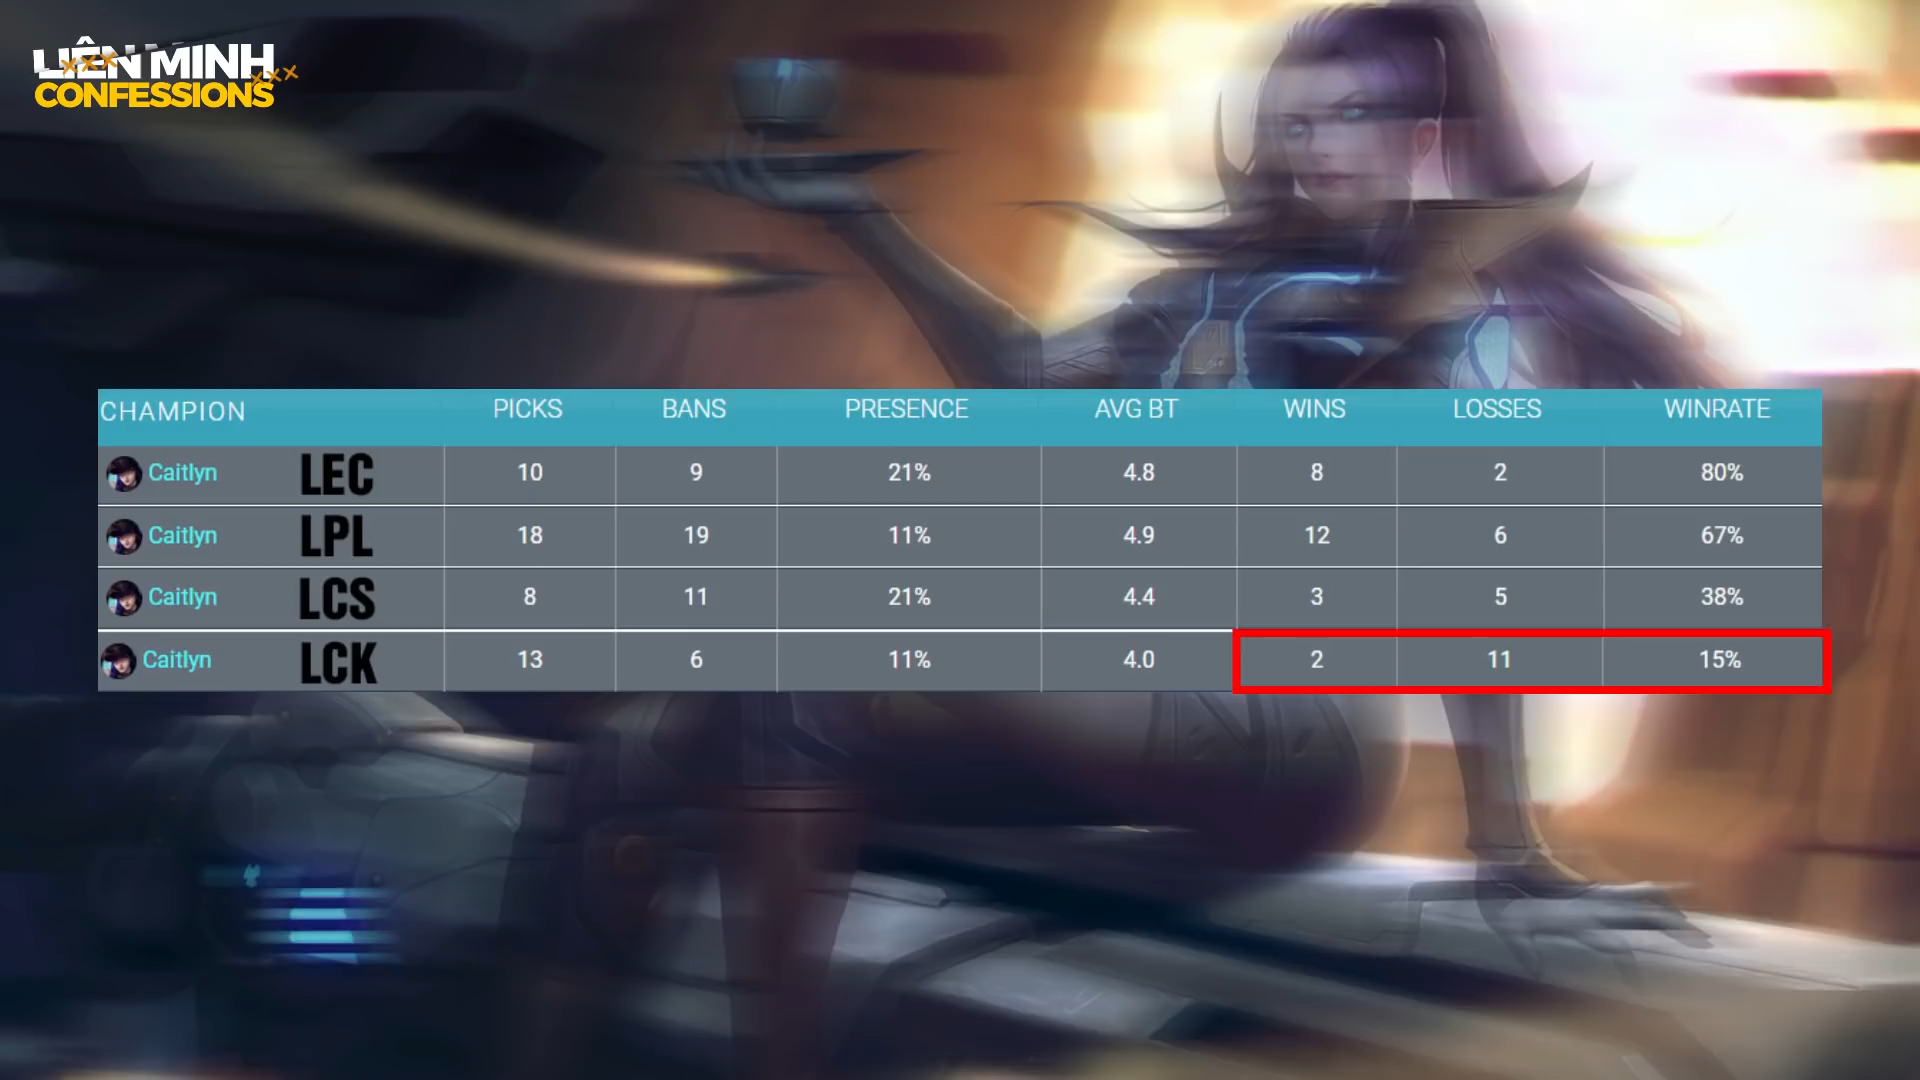 LIÊN MINH
CONFESSIONS
CHAMPION PICKS BANS PRESENCE AVG BT WINS LOSSES WINRATE
Caitlyn LEC 10 9 21% 4.8 8 2 80%
Caitlyn LPL 18 19 11% 4.9 12 6 67%
Caitlyn LCS 8 11 21% 4.4 3 5 38%
Caitlyn LCK 13 6 11% 4.0 2 11 15%